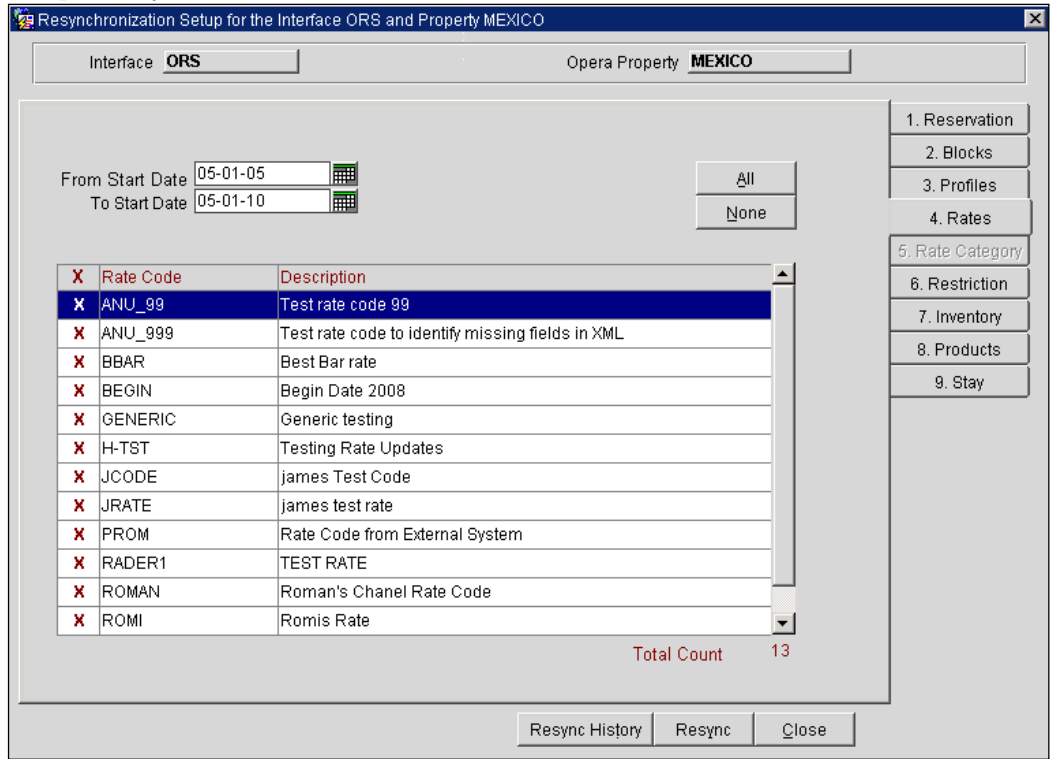 Resynchronization Setup for the Interface ORS and Property MEXICO
Interface ORS Opera Property MEXICO
1. Reservation
2. Blocks
3. Profiles
4. Rates
5. Rate Category
6. Restriction
7. Inventory
8. Products
9. Stay
From Start Date 05-01-05
To Start Date 05-01-10
All
None
X Rate Code Description
X ANU_99 Test rate code 99
X ANU_999 Test rate code to identify missing fields in XML
X BBAR Best Bar rate
X BEGIN Begin Date 2008
X GENERIC Generic testing
X H-TST Testing Rate Updates
X JCODE james Test Code
X JRATE james test rate
X PROM Rate Code from External System
X RADER1 TEST RATE
X ROMAN Roman's Chanel Rate Code
X ROMI Romis Rate
Total Count 13
Resync History Resync Close